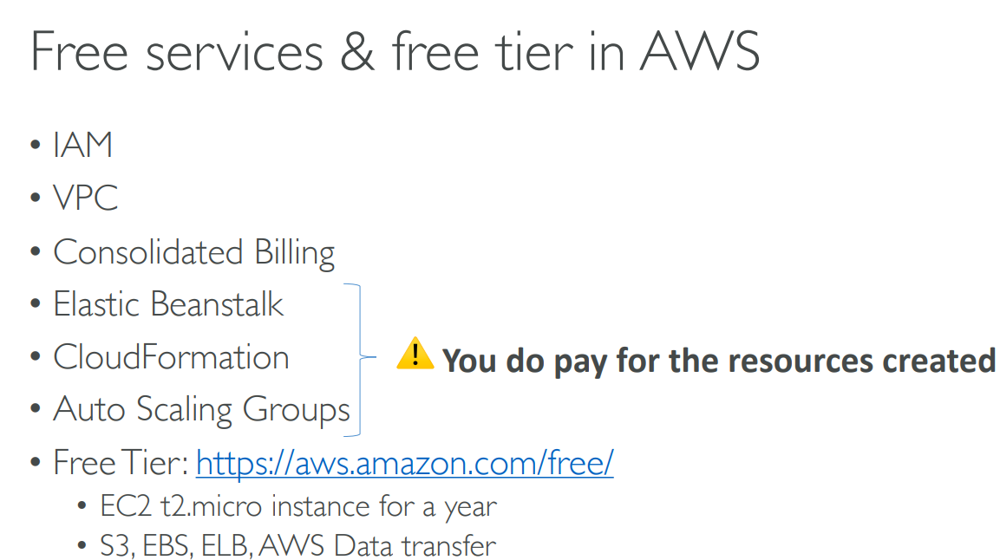 Free services & free tier in AWS
• IAM
• VPC
• Consolidated Billing
• Elastic Beanstalk
• CloudFormation
• Auto Scaling Groups
⚠ You do pay for the resources created
• Free Tier: https://aws.amazon.com/free/
• EC2 t2.micro instance for a year
• S3, EBS, ELB, AWS Data transfer